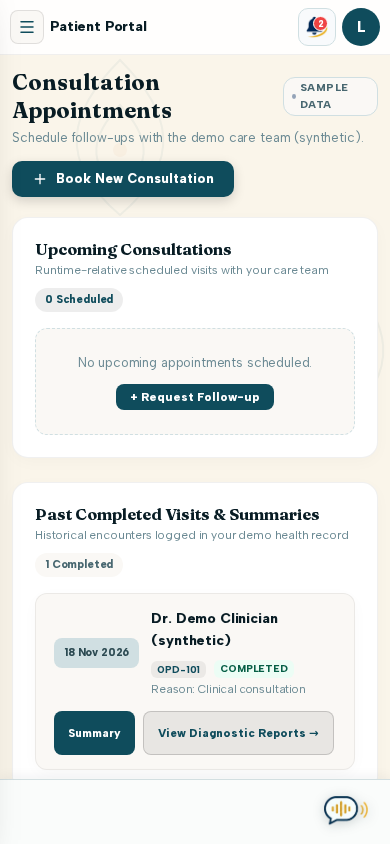 Patient Portal
2
L
Consultation
Appointments
SAMPLE
DATA
Schedule follow-ups with the demo care team (synthetic).
+ Book New Consultation
Upcoming Consultations
Runtime-relative scheduled visits with your care team
0 Scheduled
No upcoming appointments scheduled.
+ Request Follow-up
Past Completed Visits & Summaries
Historical encounters logged in your demo health record
1 Completed
Dr. Demo Clinician
(synthetic)
18 Nov 2026
OPD-101 COMPLETED
Reason: Clinical consultation
Summary
View Diagnostic Reports →